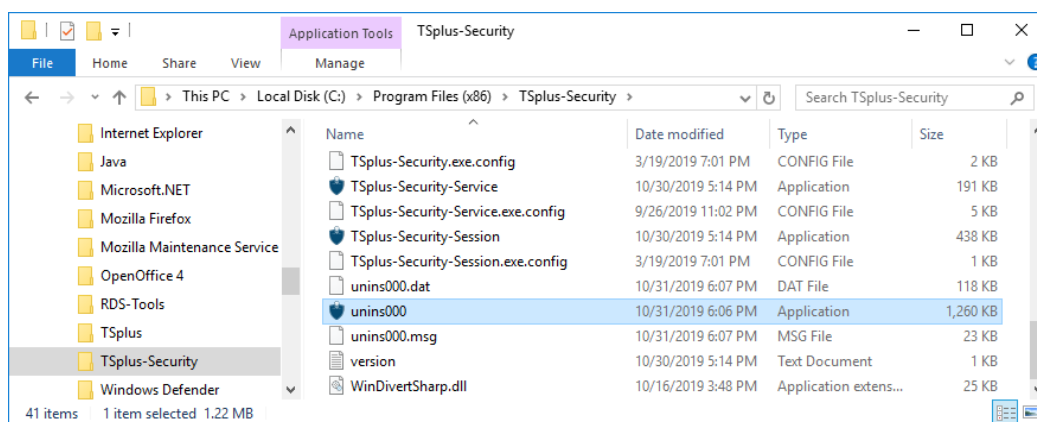 Application Tools TSplus-Security
File Home Share View Manage
This PC > Local Disk (C:) > Program Files (x86) > TSplus-Security > Search TSplus-Security
Internet Explorer
Java
Microsoft.NET
Mozilla Firefox
Mozilla Maintenance Service
OpenOffice 4
RDS-Tools
TSplus
TSplus-Security
Windows Defender
Name Date modified Type Size
TSplus-Security.exe.config 3/19/2019 7:01 PM CONFIG File 2 KB
TSplus-Security-Service 10/30/2019 5:14 PM Application 191 KB
TSplus-Security-Service.exe.config 9/26/2019 11:02 PM CONFIG File 5 KB
TSplus-Security-Session 10/30/2019 5:14 PM Application 438 KB
TSplus-Security-Session.exe.config 3/19/2019 7:01 PM CONFIG File 1 KB
unins000.dat 10/31/2019 6:07 PM DAT File 118 KB
unins000 10/31/2019 6:06 PM Application 1,260 KB
unins000.msg 10/31/2019 6:07 PM MSG File 23 KB
version 10/30/2019 5:14 PM Text Document 1 KB
WinDivertSharp.dll 10/16/2019 3:48 PM Application extens... 25 KB
41 items 1 item selected 1.22 MB